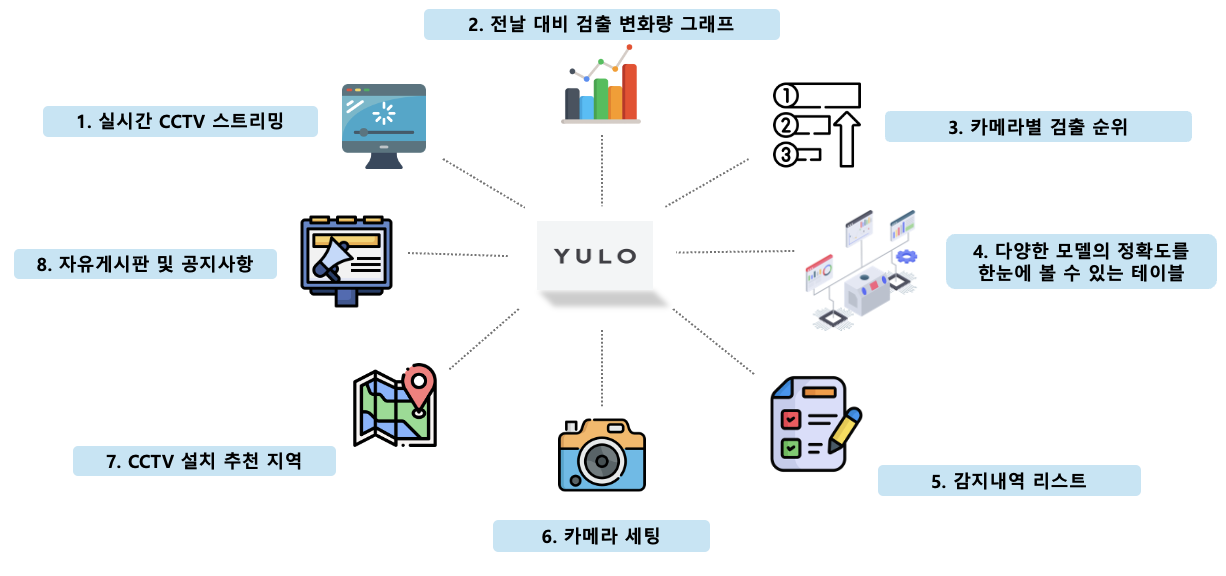 2. 전날 대비 검출 변화량 그래프
1. 실시간 CCTV 스트리밍
1
2
3
3. 카메라별 검출 순위
8. 자유게시판 및 공지사항
YULO
4. 다양한 모델의 정확도를
한눈에 볼 수 있는 테이블
7. CCTV 설치 추천 지역
5. 감지내역 리스트
6. 카메라 세팅